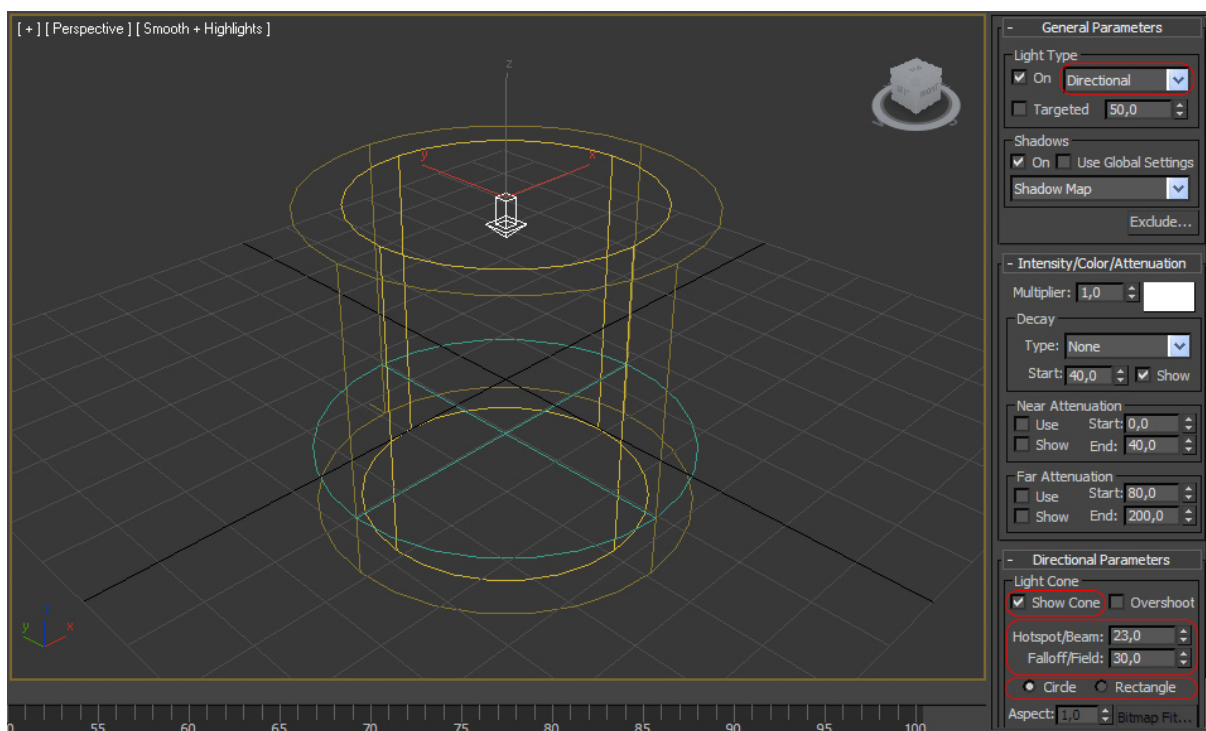 [ + ] [ Perspective ] [ Smooth + Highlights ]
z
y
x
y
x
55
60
65
70
75
80
85
90
95
100
- General Parameters
Light Type
On Directional
Targeted 50,0
Shadows
On Use Global Settings
Shadow Map
Exclude...
- Intensity/Color/Attenuation
Multiplier: 1,0
Decay
Type: None
Start: 40,0 Show
Near Attenuation
Use Start: 0,0
Show End: 40,0
Far Attenuation
Use Start: 80,0
Show End: 200,0
- Directional Parameters
Light Cone
Show Cone Overshoot
Hotspot/Beam: 23,0
Falloff/Field: 30,0
Circle Rectangle
Aspect: 1,0 Bitmap Fit...